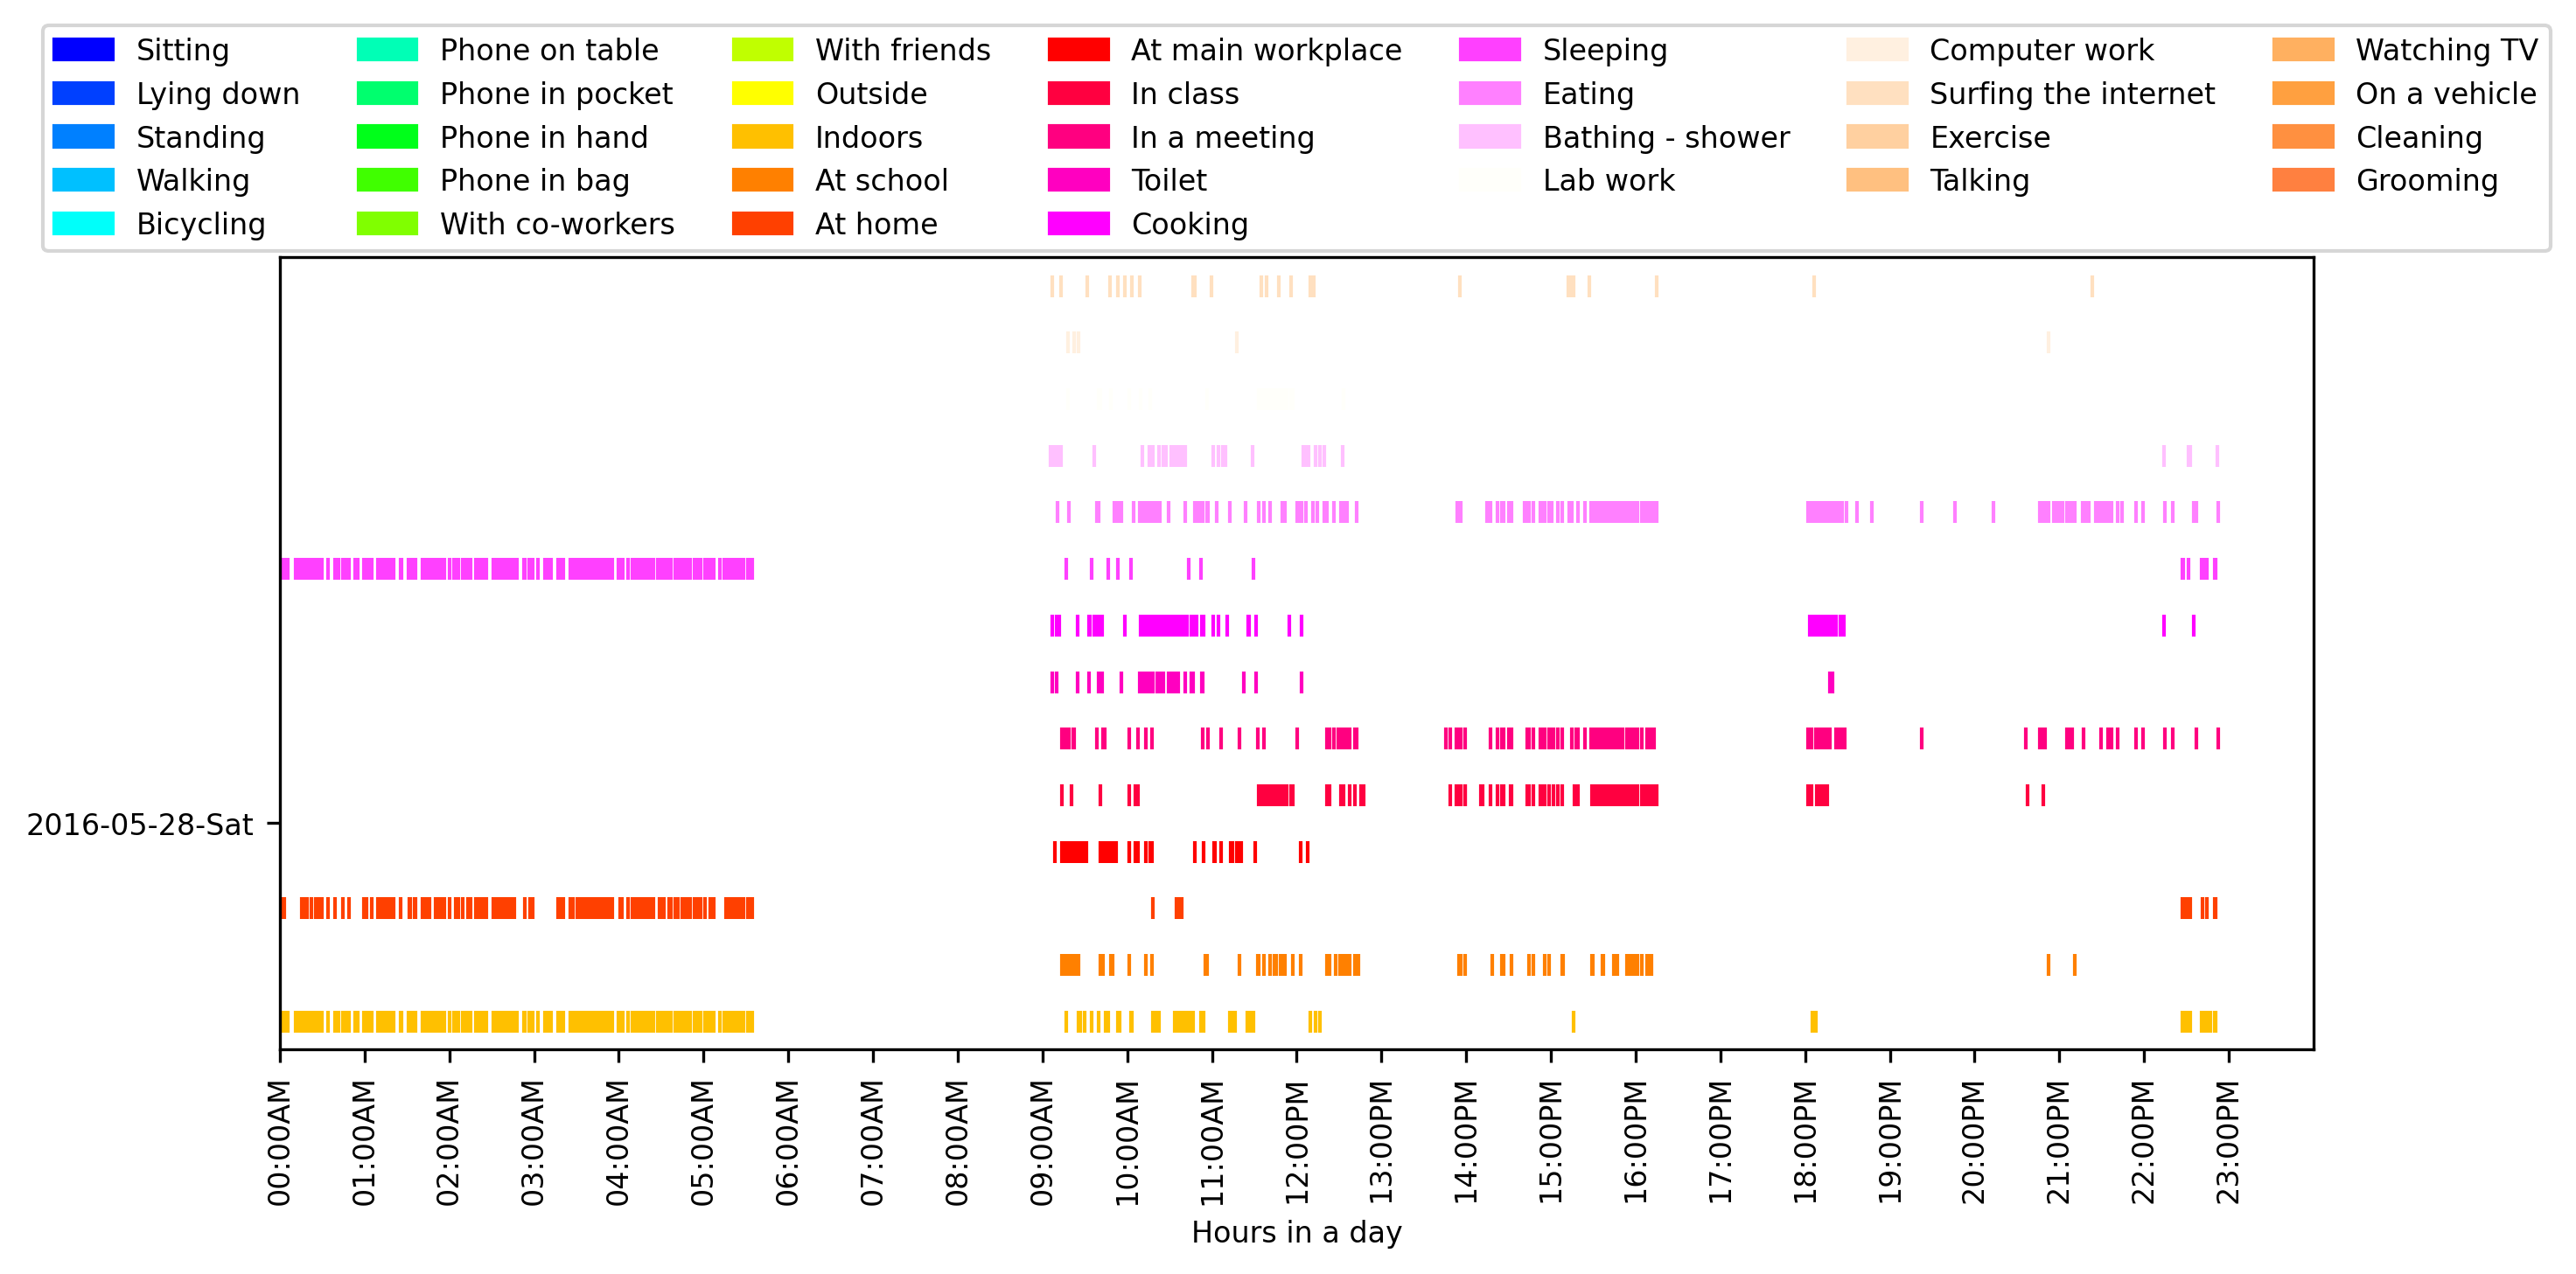 Sitting
Lying down
Standing
Walking
Bicycling
Phone on table
Phone in pocket
Phone in hand
Phone in bag
With co-workers
With friends
Outside
Indoors
At school
At home
At main workplace
In class
In a meeting
Toilet
Cooking
Sleeping
Eating
Bathing - shower
Lab work
Computer work
Surfing the internet
Exercise
Talking
Watching TV
On a vehicle
Cleaning
Grooming
2016-05-28-Sat
00:00AM
01:00AM
02:00AM
03:00AM
04:00AM
05:00AM
06:00AM
07:00AM
08:00AM
09:00AM
10:00AM
11:00AM
12:00PM
13:00PM
14:00PM
15:00PM
16:00PM
17:00PM
18:00PM
19:00PM
20:00PM
21:00PM
22:00PM
23:00PM
Hours in a day